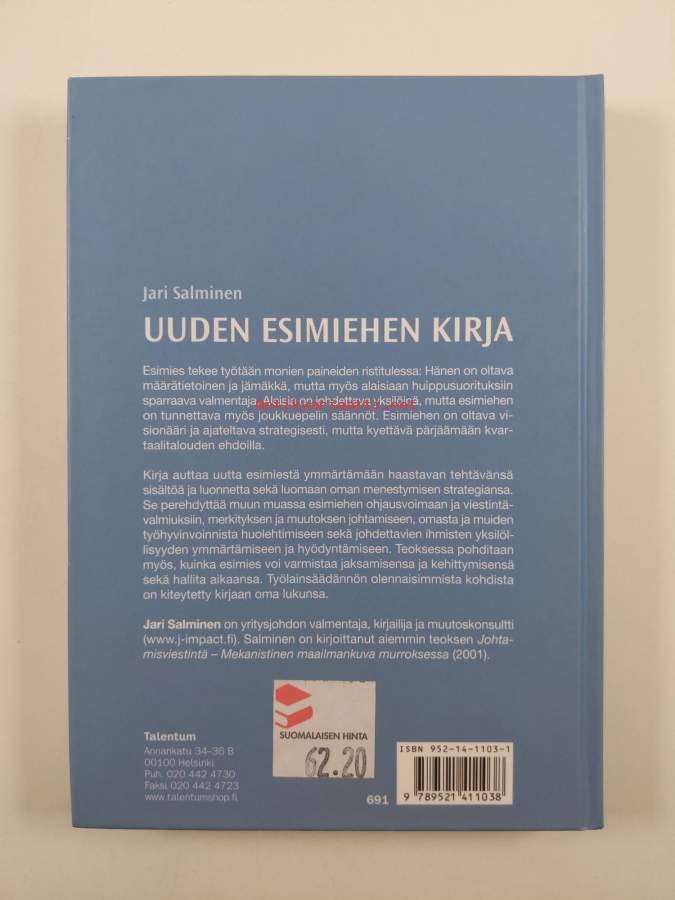 Jari Salminen
UUDEN ESIMIEHEN KIRJA
Esimies tekee työtään monien paineiden ristitulessa: Hänen on oltava
määrätietoinen ja jämäkkä, mutta myös alaisiaan huippusuorituksiin
sparraava valmentaja. Alaisia on johdettava yksilöinä, mutta esimiehen
on tunnettava myös joukkuepelin säännöt. Esimiehen on oltava vi-
sionääri ja ajateltava strategisesti, mutta kyettävä pärjäämään kvar-
taalitalouden ehdoilla.
Kirja auttaa uutta esimiestä ymmärtämään haastavan tehtävänsä
sisältöä ja luonnetta sekä luomaan oman menestymisen strategiansa.
Se perehdyttää muun muassa esimiehen ohjausvoimaan ja viestintä-
valmiuksiin, merkityksen ja muutoksen johtamiseen, omasta ja muiden
työhyvinvoinnista huolehtimiseen sekä johdettavien ihmisten yksilöl-
lisyyden ymmärtämiseen ja hyödyntämiseen. Teoksessa pohditaan
myös, kuinka esimies voi varmistaa jaksamisensa ja kehittymisensä
sekä hallita aikaansa. Työlainsäädännön olennaisimmista kohdista
on kiteytetty kirjaan oma lukunsa.
Jari Salminen on yritysjohdon valmentaja, kirjailija ja muutoskonsultti
(www.j-impact.fi). Salminen on kirjoittanut aiemmin teoksen Johta-
misviestintä – Mekanistinen maailmankuva murroksessa (2001).
SUOMALAISEN HINTA
62.20
Talentum
Annankatu 34–36 B
00100 Helsinki
Puh. 020 442 4730
Faksi 020 442 4723
www.talentumshop.fi
691
ISBN 952-14-1103-1
9 789521 411038